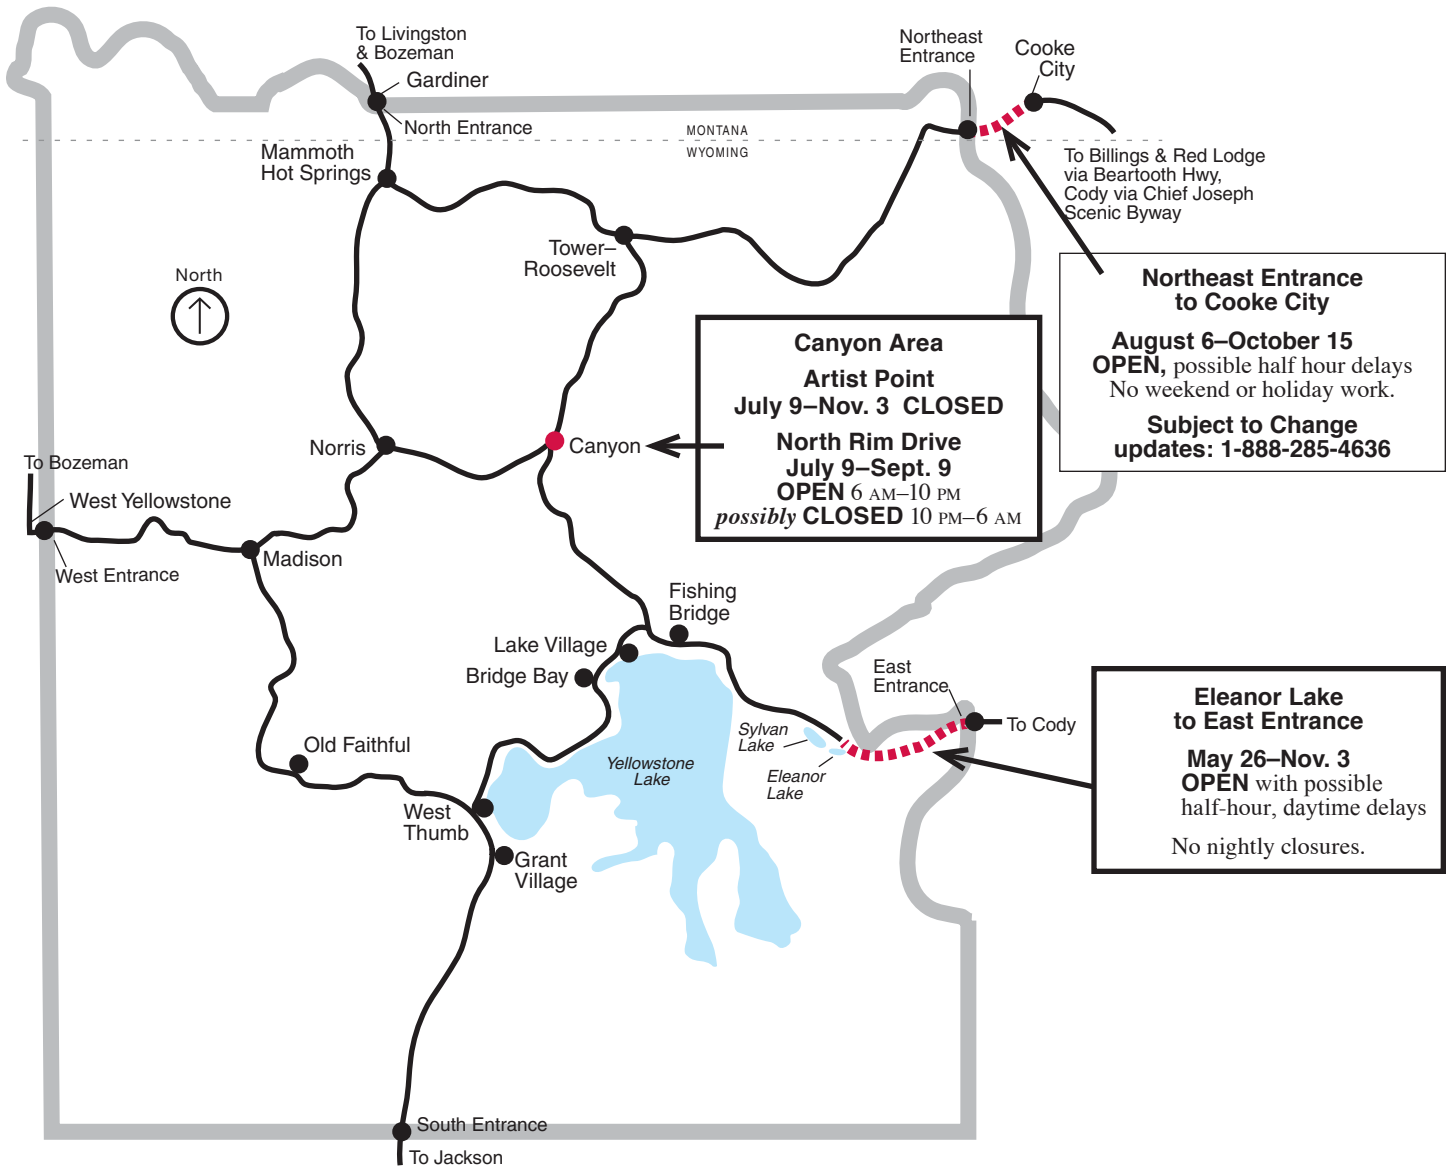 To Livingston
& Bozeman
Gardiner
North Entrance
Northeast
Entrance
Cooke
City
MONTANA
WYOMING
Mammoth
Hot Springs
To Billings & Red Lodge
via Beartooth Hwy,
Cody via Chief Joseph
Scenic Byway
Tower–
Roosevelt
North
Northeast Entrance
to Cooke City
August 6–October 15
OPEN, possible half hour delays
No weekend or holiday work.
Subject to Change
updates: 1-888-285-4636
Canyon Area
Artist Point
July 9–Nov. 3 CLOSED
North Rim Drive
July 9–Sept. 9
OPEN 6 AM–10 PM
possibly CLOSED 10 PM–6 AM
Norris
Canyon
To Bozeman
West Yellowstone
West Entrance
Madison
Fishing
Bridge
Lake Village
Bridge Bay
East
Entrance
To Cody
Sylvan
Lake
Eleanor
Lake
Yellowstone
Lake
Eleanor Lake
to East Entrance
May 26–Nov. 3
OPEN with possible
half-hour, daytime delays
No nightly closures.
Old Faithful
West
Thumb
Grant
Village
South Entrance
To Jackson